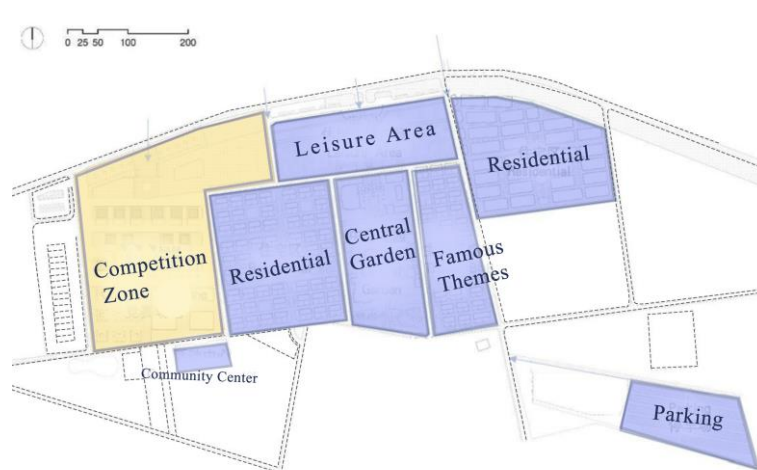 0 25 50 100 200
Leisure Area
Residential
Competition
Zone
Residential
Central
Garden
Famous
Themes
Community Center
Parking